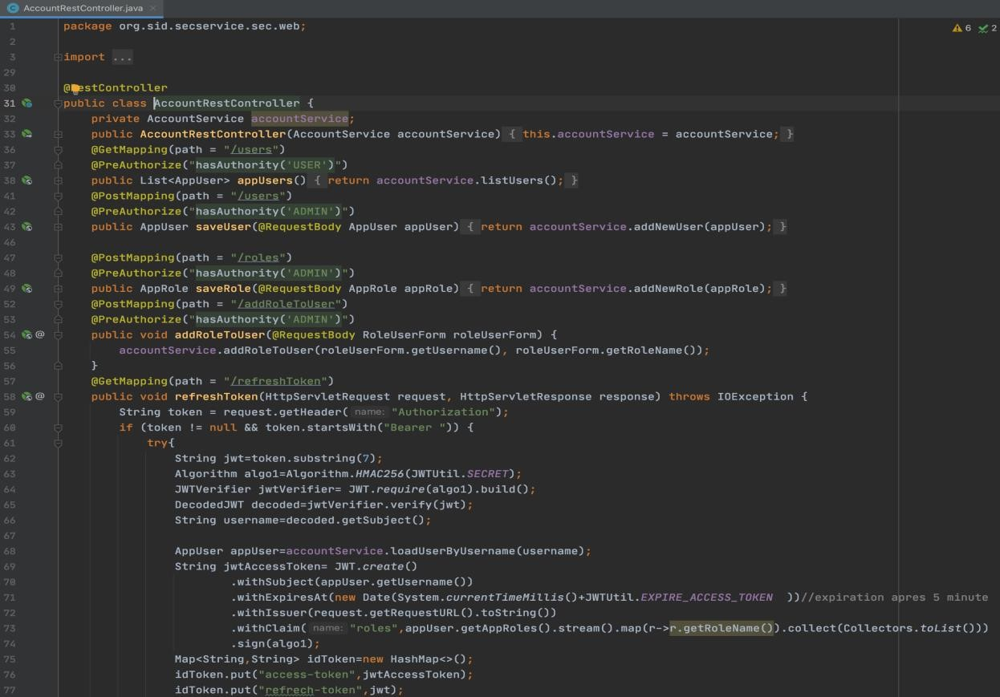 AccountRestController.java
6 2
1 package org.sid.secservice.sec.web;
2
3 import ...
29
30 @RestController
31 public class AccountRestController {
32 private AccountService accountService;
33 public AccountRestController(AccountService accountService) { this.accountService = accountService; }
36 @GetMapping(path = "/users")
37 @PreAuthorize("hasAuthority('USER')")
38 public List<AppUser> appUsers() { return accountService.listUsers(); }
41 @PostMapping(path = "/users")
42 @PreAuthorize("hasAuthority('ADMIN')")
43 public AppUser saveUser(@RequestBody AppUser appUser) { return accountService.addNewUser(appUser); }
46
47 @PostMapping(path = "/roles")
48 @PreAuthorize("hasAuthority('ADMIN')")
49 public AppRole saveRole(@RequestBody AppRole appRole) { return accountService.addNewRole(appRole); }
52 @PostMapping(path = "/addRoleToUser")
53 @PreAuthorize("hasAuthority('ADMIN')")
54 @ public void addRoleToUser(@RequestBody RoleUserForm roleUserForm) {
55 accountService.addRoleToUser(roleUserForm.getUsername(), roleUserForm.getRoleName());
56 }
57 @GetMapping(path = "/refreshToken")
58 @ public void refreshToken(HttpServletRequest request, HttpServletResponse response) throws IOException {
59 String token = request.getHeader( name: "Authorization");
60 if (token != null && token.startsWith("Bearer ")) {
61 try{
62 String jwt=token.substring(7);
63 Algorithm algo1=Algorithm.HMAC256(JWTUtil.SECRET);
64 JWTVerifier jwtVerifier= JWT.require(algo1).build();
65 DecodedJWT decoded=jwtVerifier.verify(jwt);
66 String username=decoded.getSubject();
67
68 AppUser appUser=accountService.loadUserByUsername(username);
69 String jwtAccessToken= JWT.create()
70 .withSubject(appUser.getUsername())
71 .withExpiresAt(new Date(System.currentTimeMillis()+JWTUtil.EXPIRE_ACCESS_TOKEN ))//expiration apres 5 minute
72 .withIssuer(request.getRequestURL().toString())
73 .withClaim( name: "roles",appUser.getAppRoles().stream().map(r->r.getRoleName()).collect(Collectors.toList()))
74 .sign(algo1);
75 Map<String,String> idToken=new HashMap<>();
76 idToken.put("access-token",jwtAccessToken);
77 idToken.put("refrech-token",jwt);